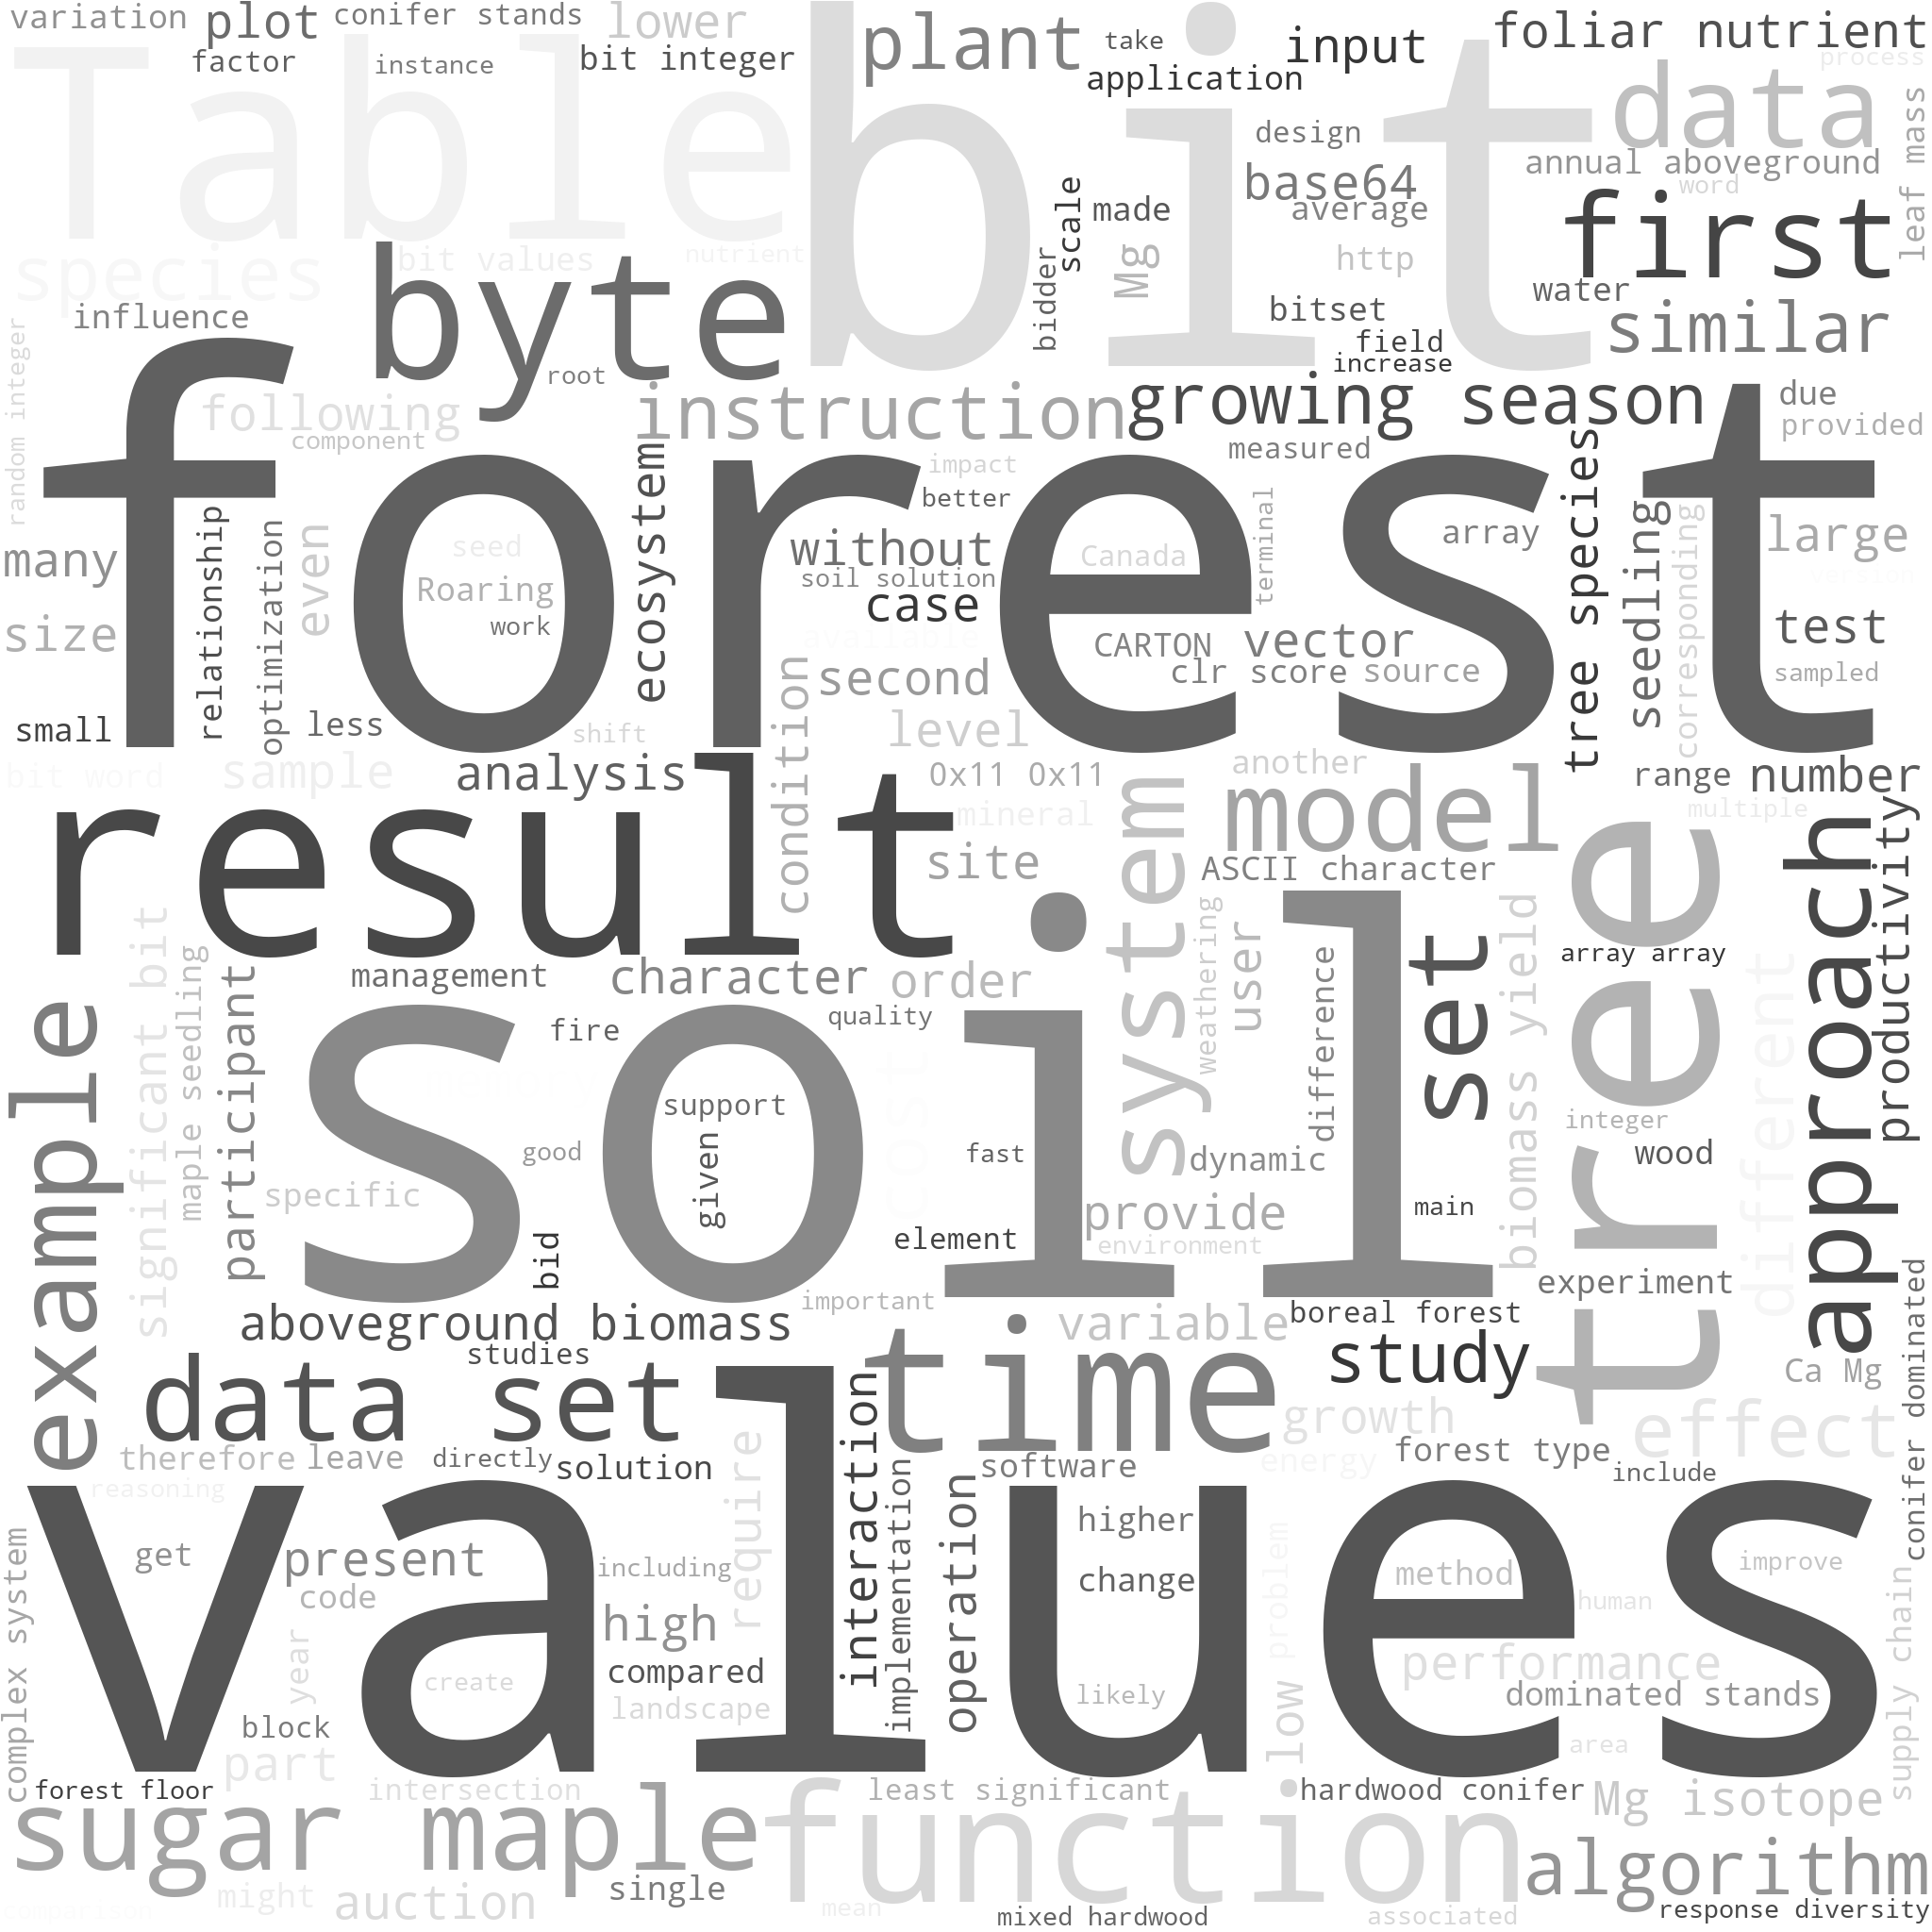 variation
plot
conifer stands
lower
plant
take
input
foliar nutrient
factor
instance
bit integer
application
process
Table
bit
data
design
annual aboveground
leaf mass
base64
word
scale
made
average
first
species
bit values
nutrient
byte
bidder
Mg
http
water
influence
bitset
similar
field
increase
random integer
root
following
instruction
growing season
due
provided
component
measured
forest
impact
better
tree species
many
relationship
optimization
even
seed
ecosystem
without
Canada
terminal
array
seedling
corresponding
large
version
size
Roaring
soil solution
work
case
test
available
CARTON
vector
condition
second
clr score
source
sampled
small
less
shift
level
bit word
sample
analysis
0x11 0x11
another
range
number
result
mineral
system
model
multiple
site
ASCII character
tree
approach
productivity
significant bit
maple seedling
participant
management
character
order
weathering
user
difference
set
biomass yield
array array
different
example
fire
quality
soil
cost
support
integer
good
given
fast
dynamic
wood
specific
provide
main
bid
element
environment
experiment
important
conifer dominated
aboveground biomass
variable
boreal forest
studies
time
study
Ca Mg
data set
interaction
growth
effect
therefore
leave
directly
solution
software
energy
forest type
include
reasoning
require
implementation
operation
values
complex system
get
present
including
higher
low problem
method
improve
code
high
change
human
supply chain
year
create
compared
likely
performance
landscape
dominated stands
block
part
area
forest floor
intersection
least significant
hardwood conifer
Mg isotope
sugar maple
function
algorithm
comparison
might
auction
single
mean
mixed hardwood
associated
response diversity